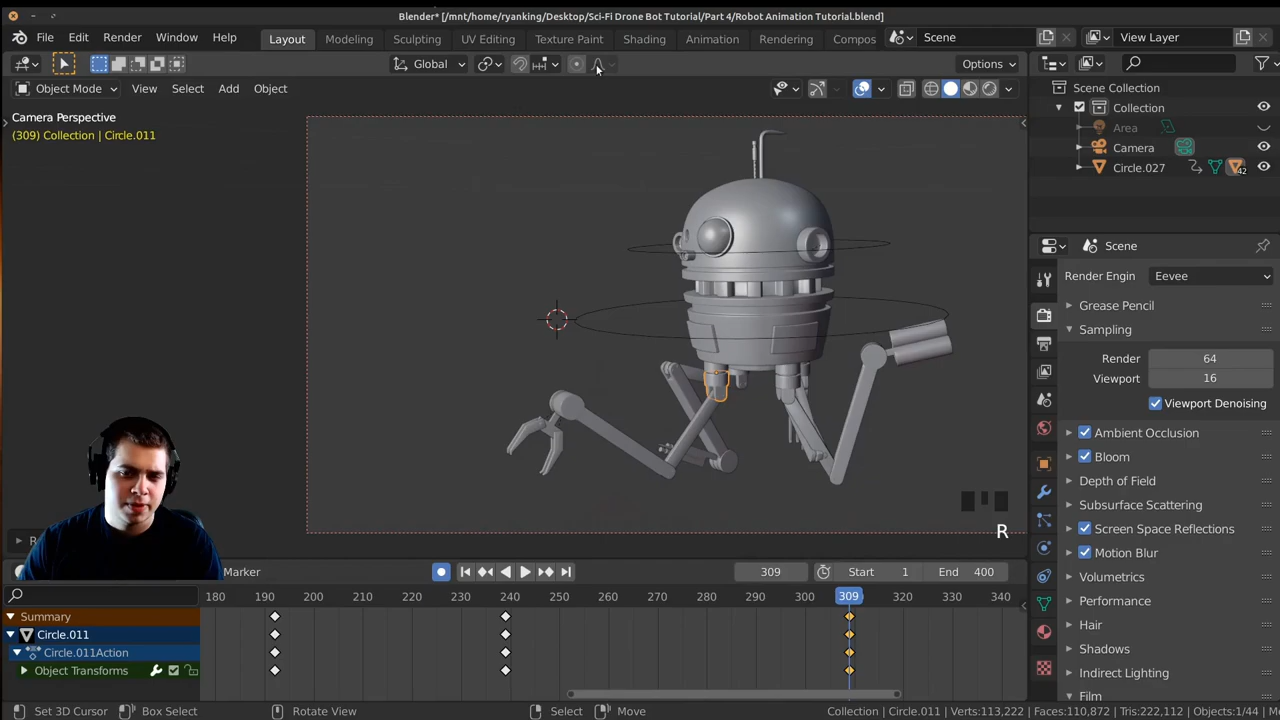 Blender* [/mnt/home/ryanking/Desktop/Sci-Fi Drone Bot Tutorial/Part 4/Robot Animation Tutorial.blend]
File Edit Render Window Help Layout Modeling Sculpting UV Editing Texture Paint Shading Animation Rendering Compos Scene View Layer
Global Options
Object Mode View Select Add Object
Scene Collection
Camera Perspective
(309) Collection | Circle.011
Collection
Area
Camera
Circle.027 42
Scene
Render Engin Eevee
Grease Pencil
Sampling
Render 64
Viewport 16
Viewport Denoising
Ambient Occlusion
Bloom
Depth of Field
Subsurface Scattering
Screen Space Reflections
Motion Blur
Volumetrics
Performance
Hair
Shadows
Indirect Lighting
Film
R
R
Marker 309 Start 1 End 400
180 190 200 210 220 230 240 250 260 270 280 290 300 309 320 330 340
Summary
Circle.011
Circle.011Action
Object Transforms
Set 3D Cursor Box Select Rotate View Select Move Collection | Circle.011 | Verts:113,222 | Faces:110,872 | Tris:222,112 | Objects:1/44 | M